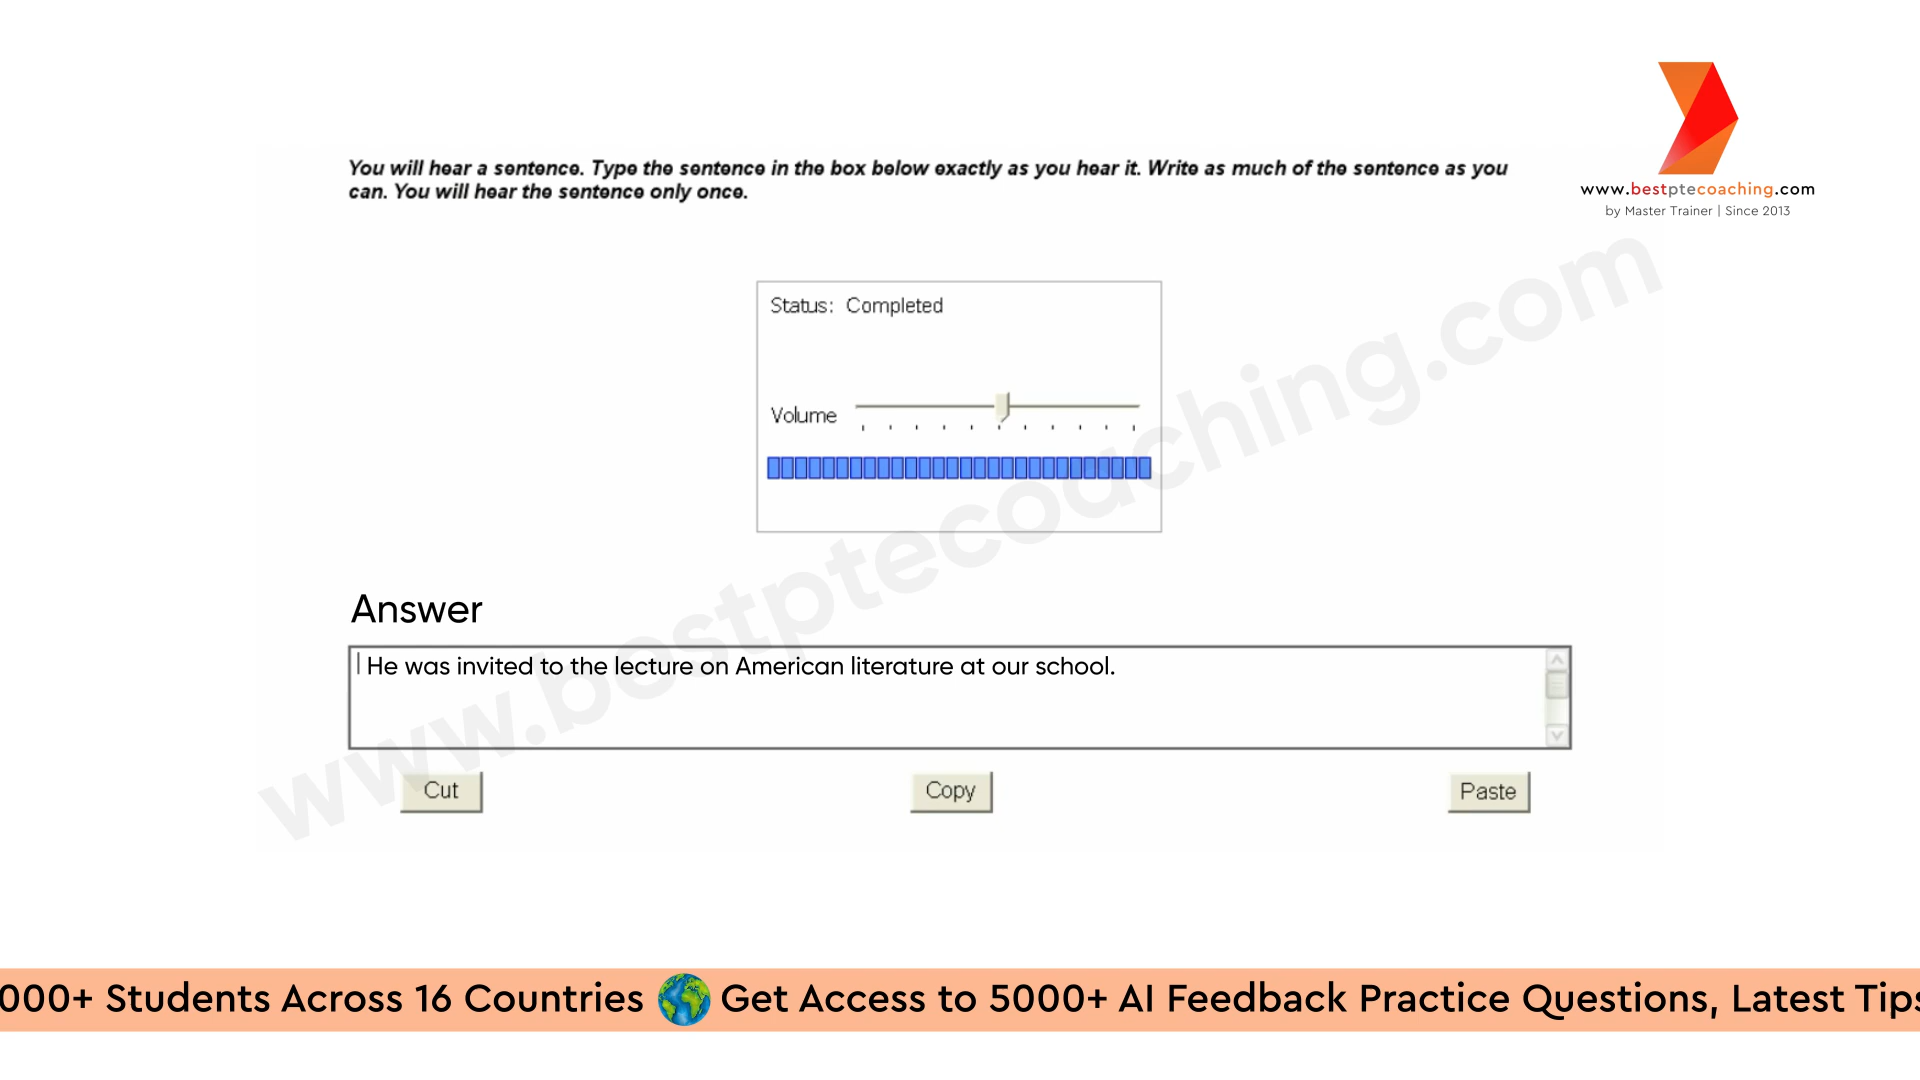 You will hear a sentence. Type the sentence in the box below exactly as you hear it. Write as much of the sentence as you
can. You will hear the sentence only once.
www.bestptecoaching.com
by Master Trainer | Since 2013
Status: Completed
Volume
www.bestptecoaching.com
Answer
He was invited to the lecture on American literature at our school.
Cut
Copy
Paste
000+ Students Across 16 Countries Get Access to 5000+ AI Feedback Practice Questions, Latest Tips